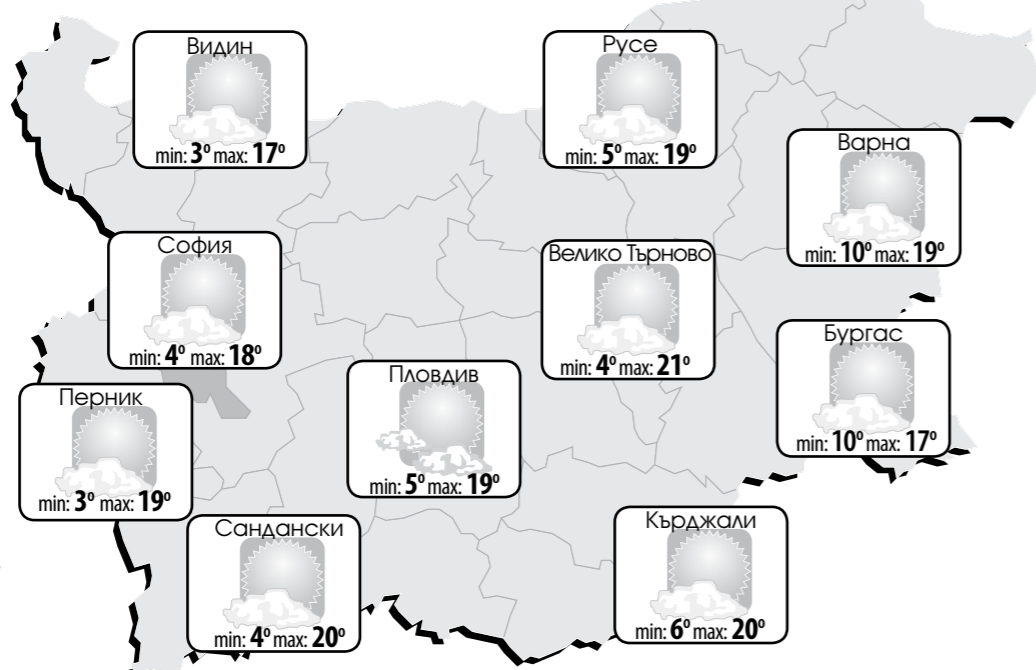 Видин
min: 3° max: 17°
Русе
min: 5° max: 19°
Варна
min: 10° max: 19°
София
min: 4° max: 18°
Велико Търново
min: 4° max: 21°
Бургас
min: 10° max: 17°
Пловдив
min: 5° max: 19°
Перник
min: 3° max: 19°
Сандански
min: 4° max: 20°
Кърджали
min: 6° max: 20°